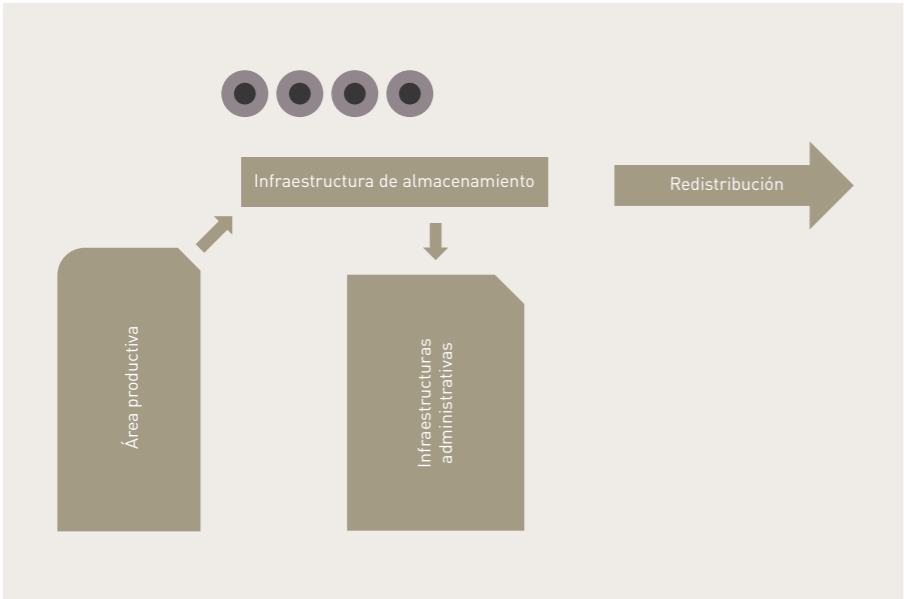 Infraestructura de almacenamiento
Redistribución
Área productiva
Infraestructuras
administrativas